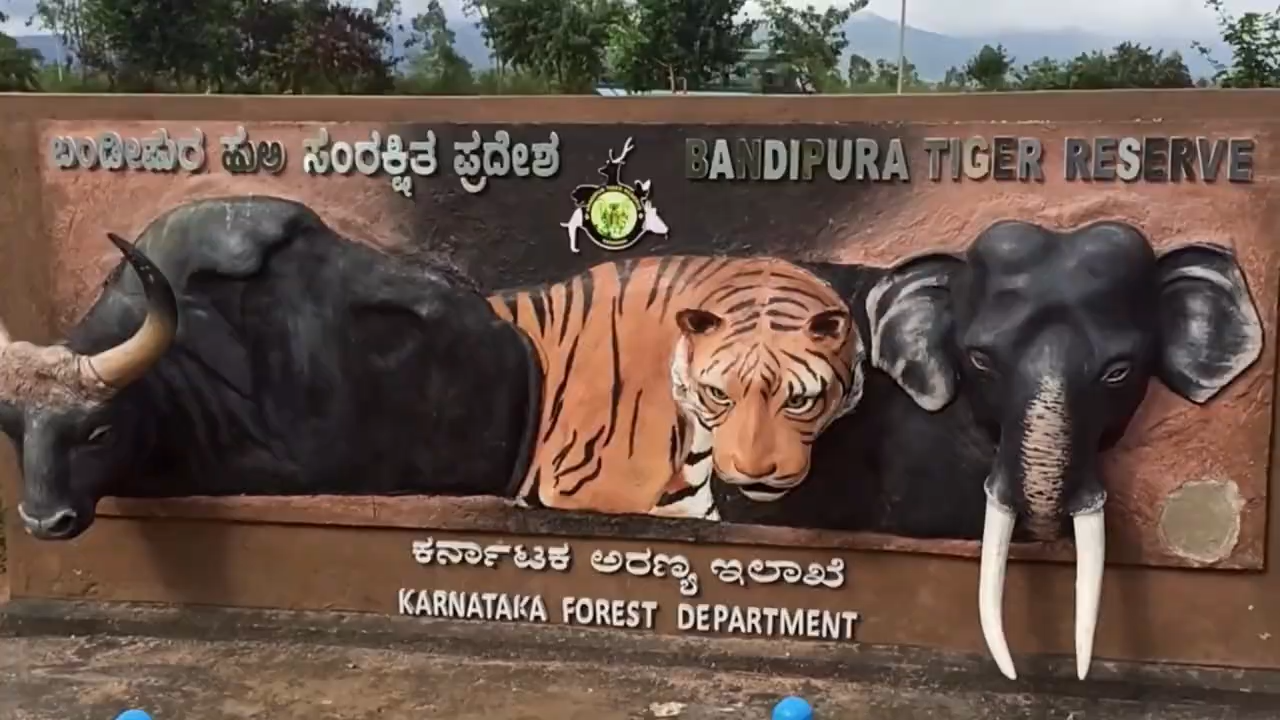 ಬಂಡೀಪುರ ಹುಲಿ ಸಂರಕ್ಷಿತ ಪ್ರದೇಶ
BANDIPURA TIGER RESERVE
ಕರ್ನಾಟಕ ಅರಣ್ಯ ಇಲಾಖೆ
KARNATAKA FOREST DEPARTMENT